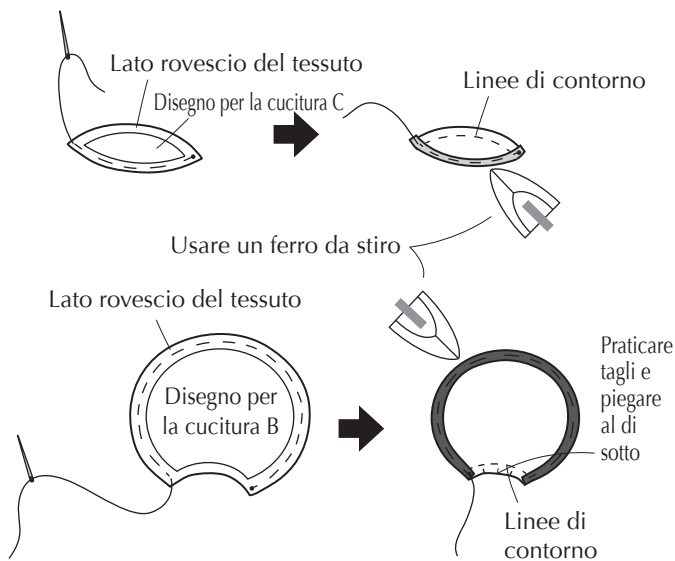 Lato rovescio del tessuto
Disegno per la cucitura C
Linee di contorno
Usare un ferro da stiro
Lato rovescio del tessuto
Disegno per
la cucitura B
Praticare
tagli e
piegare
al di
sotto
Linee di
contorno